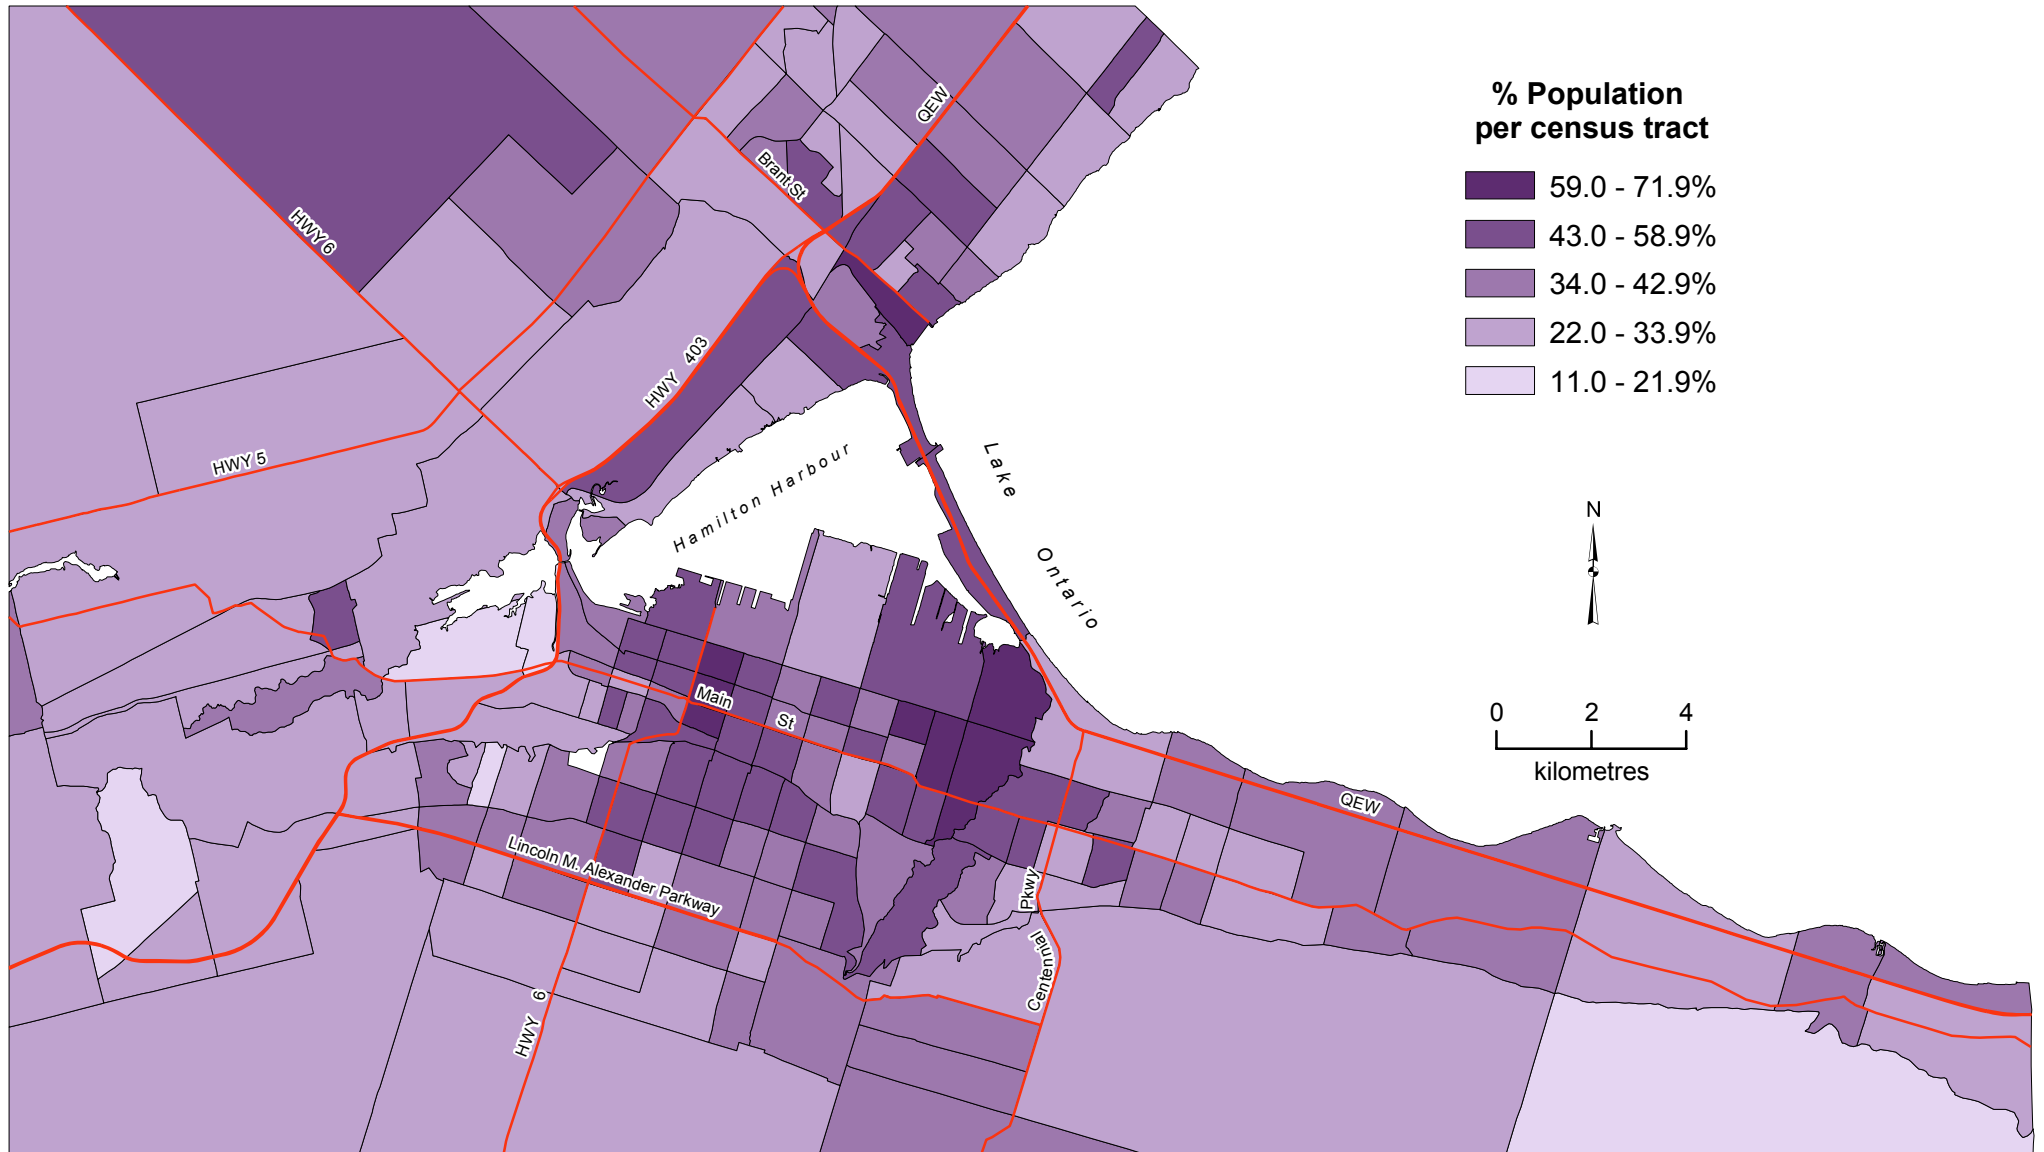 % Population
per census tract
59.0 - 71.9%
43.0 - 58.9%
34.0 - 42.9%
22.0 - 33.9%
11.0 - 21.9%
QEW
Brant St
HWY 6
HWY 403
HWY 5
Hamilton Harbour
Lake
Ontario
N
0 2 4
kilometres
Main St
QEW
Lincoln M. Alexander Parkway
Centennial Pkwy
HWY 6